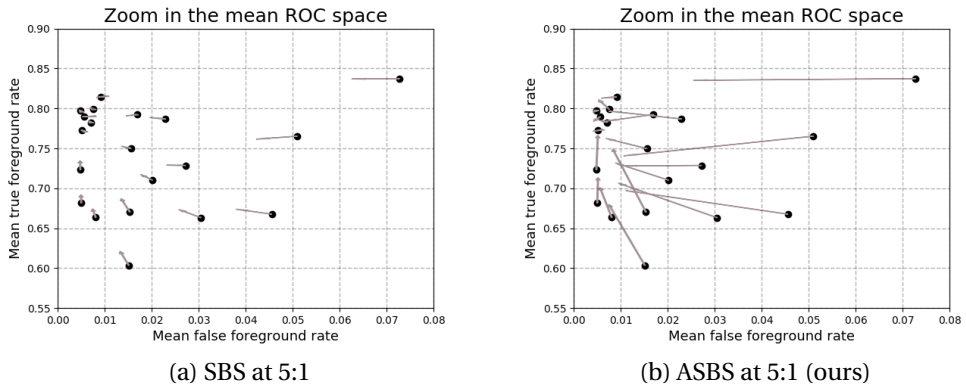 Zoom in the mean ROC space
0.90
0.85
0.80
0.75
0.70
0.65
0.60
0.55
Mean true foreground rate
0.00 0.01 0.02 0.03 0.04 0.05 0.06 0.07 0.08
Mean false foreground rate
(a) SBS at 5:1
Zoom in the mean ROC space
0.90
0.85
0.80
0.75
0.70
0.65
0.60
0.55
Mean true foreground rate
0.00 0.01 0.02 0.03 0.04 0.05 0.06 0.07 0.08
Mean false foreground rate
(b) ASBS at 5:1 (ours)